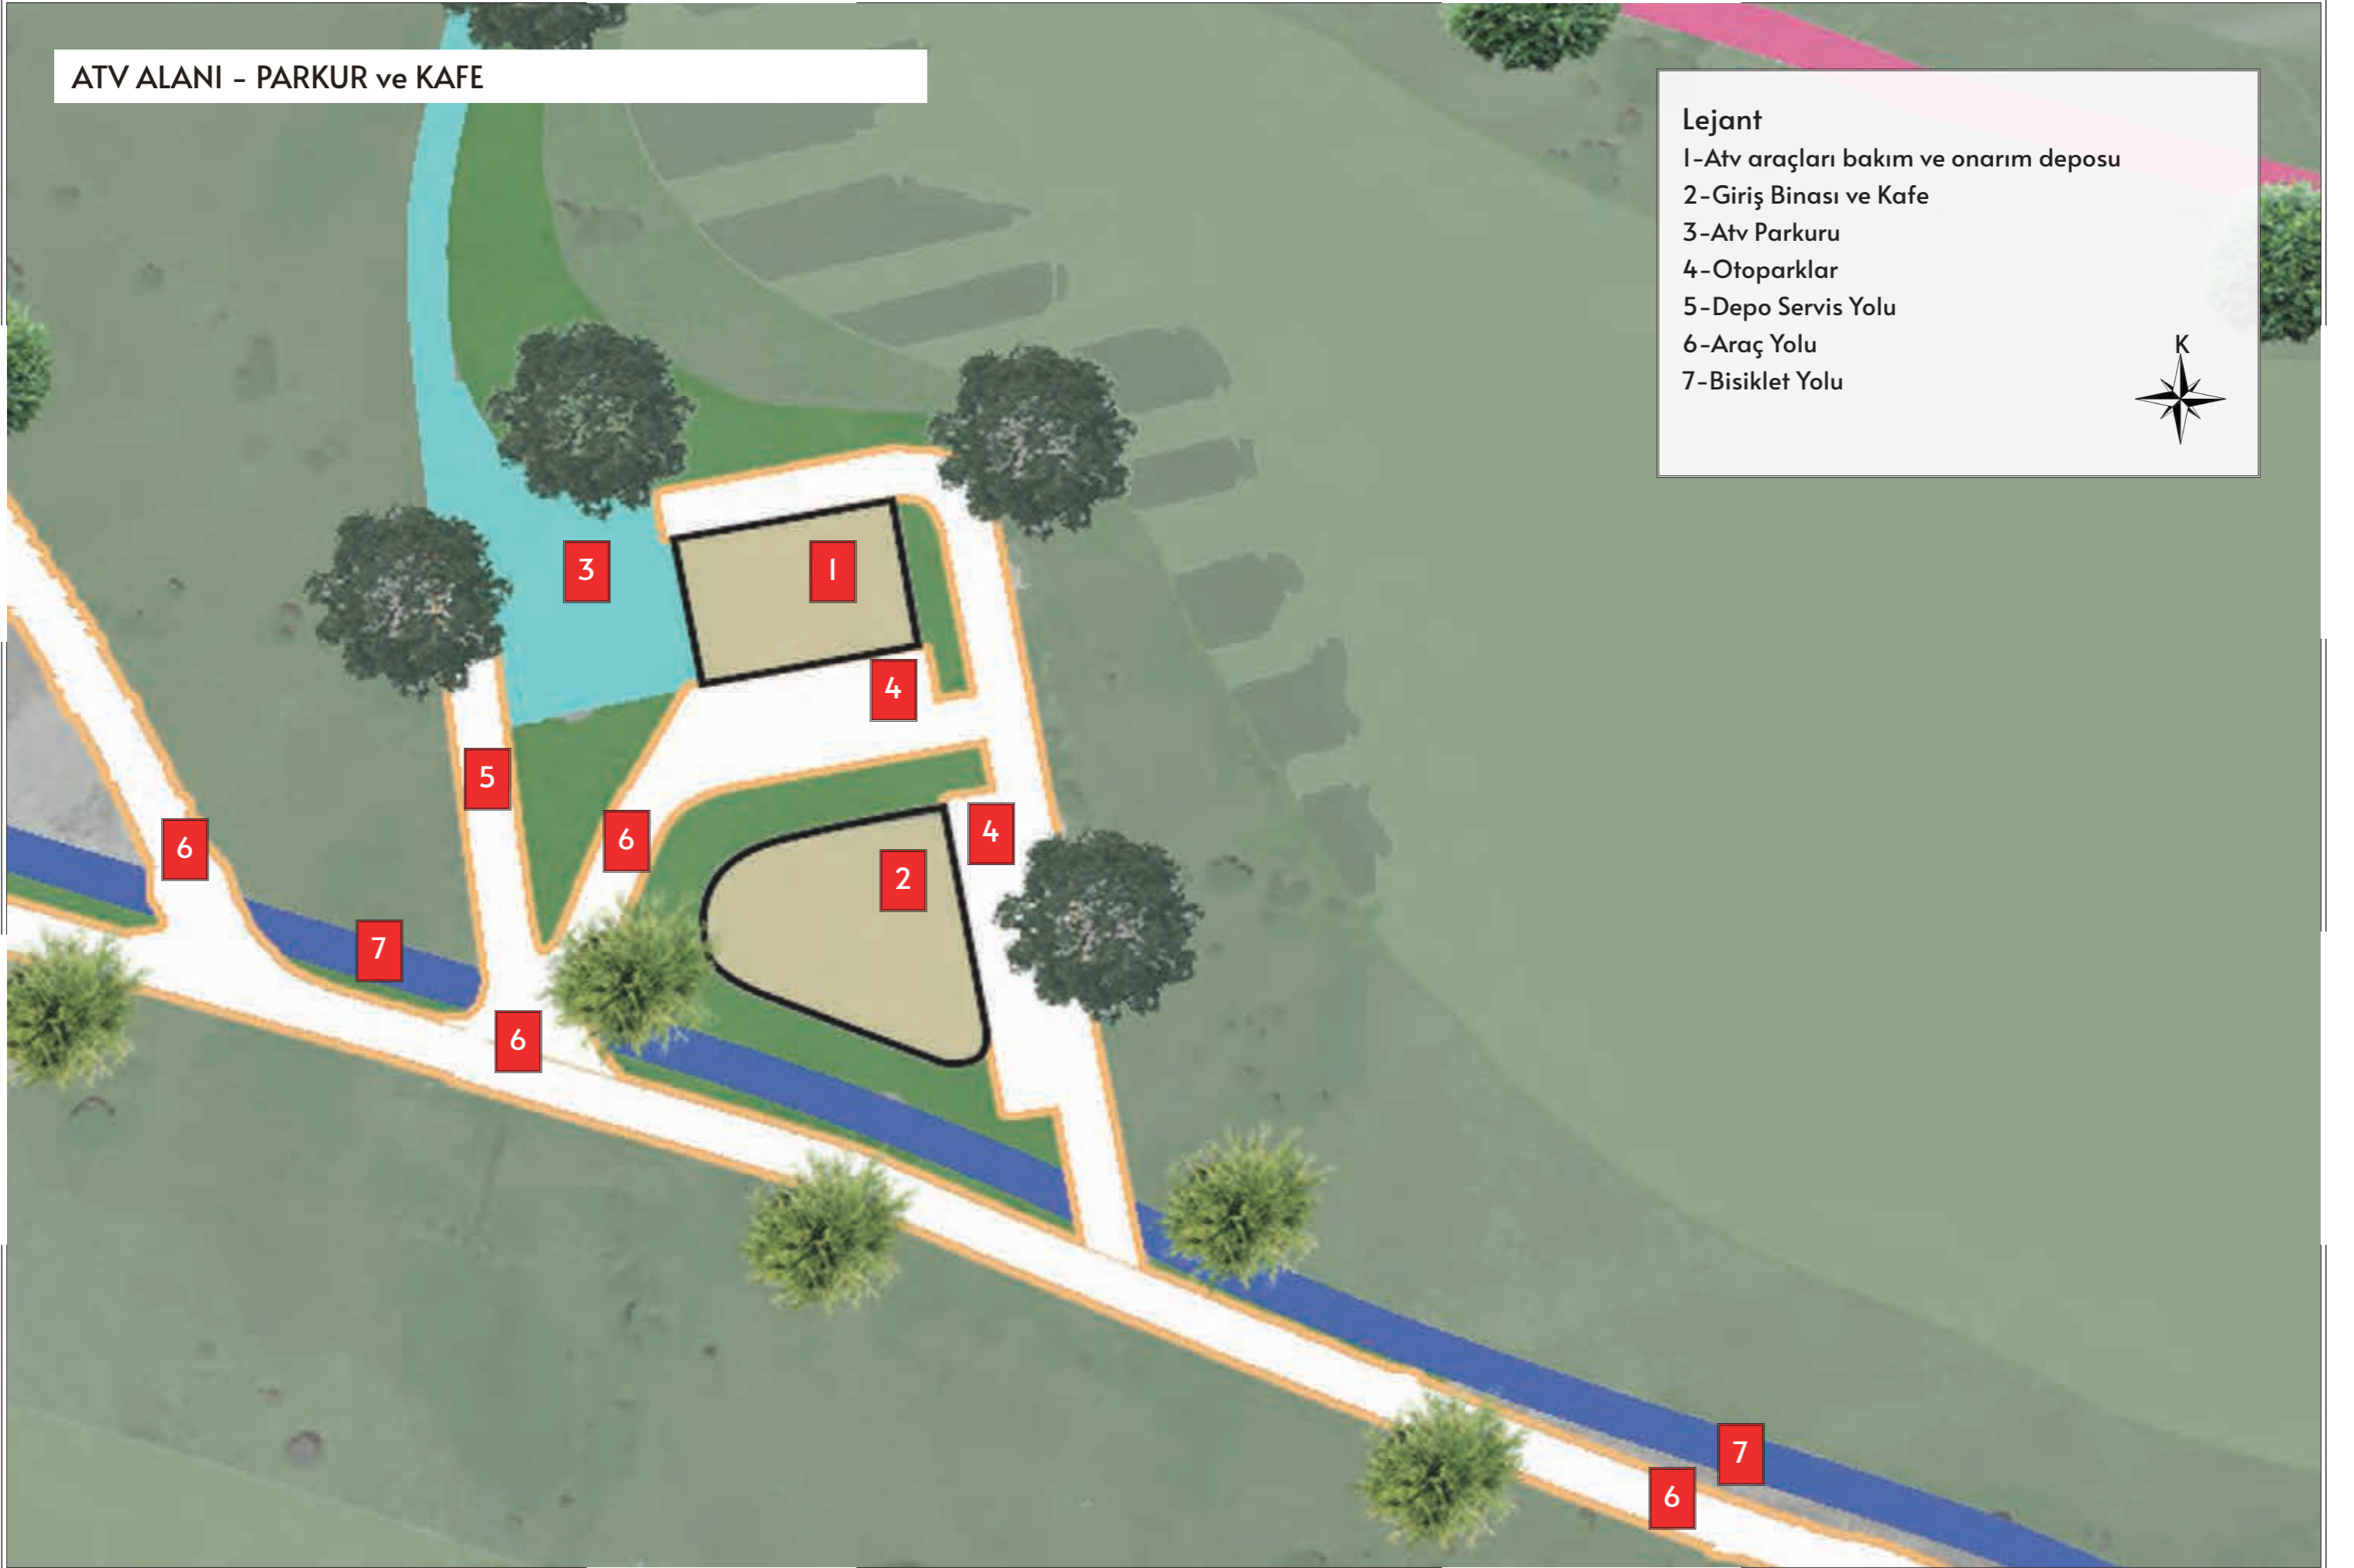 ATV ALANI - PARKUR ve KAFE
Lejant
1-Atv araçları bakım ve onarım deposu
2-Giriş Binası ve Kafe
3-Atv Parkuru
4-Otoparklar
5-Depo Servis Yolu
6-Araç Yolu
7-Bisiklet Yolu
K
3
1
4
5
6
6
4
2
7
6
7
6